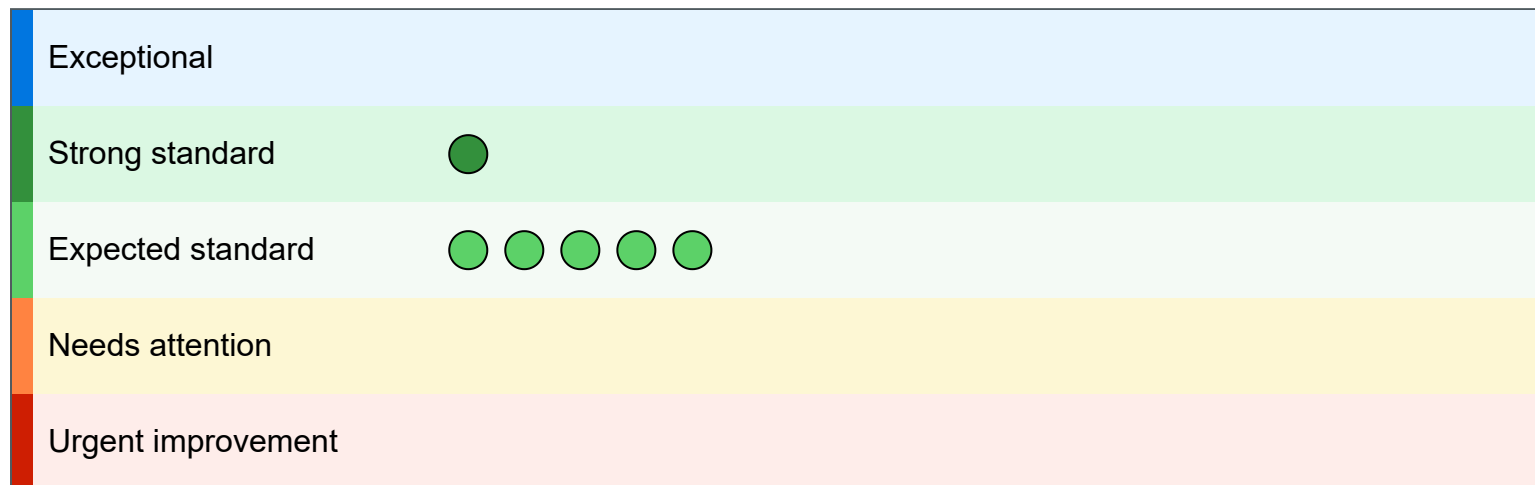 Exceptional
Strong standard
Expected standard
Needs attention
Urgent improvement